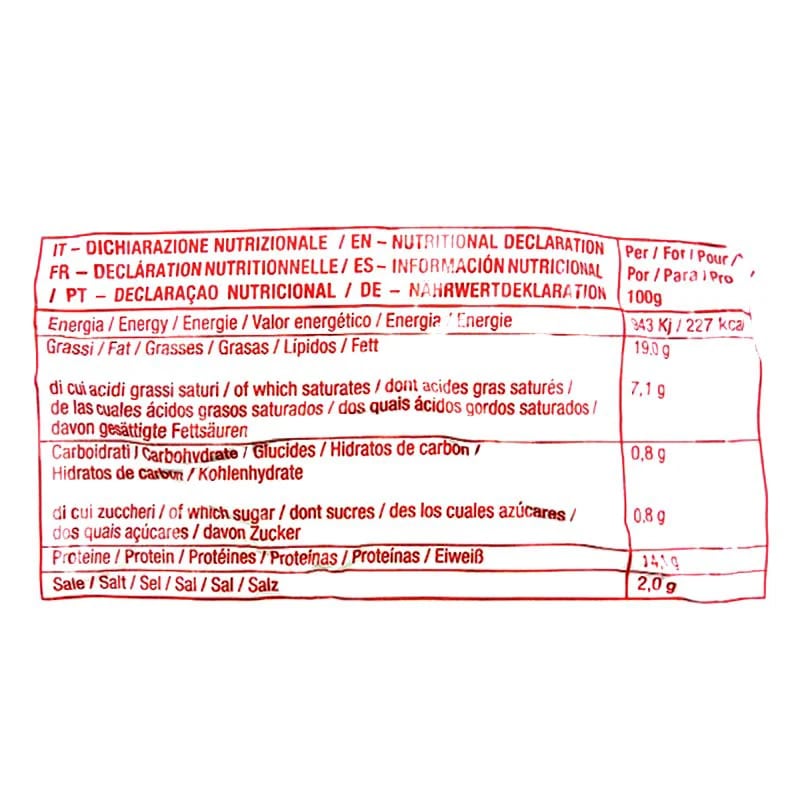 IT – DICHIARAZIONE NUTRIZIONALE / EN – NUTRITIONAL DECLARATION
FR – DECLÁRATION NUTRITIONNELLE / ES – INFORMACIÓN NUTRICIONAL
/ PT – DECLARAÇAO NUTRICIONAL / DE – NAHRWERTDEKLARATION
Per / For / Pour /
Por / Para / Pro
100g
Energia / Energy / Energie / Valor energético / Energia / Energie
943 Kj / 227 kcal
Grassi / Fat / Grasses / Grasas / Lípidos / Fett
19,0 g
di cui acidi grassi saturi / of which saturates / dont acides gras saturés /
de las cuales ácidos grasos saturados / dos quais ácidos gordos saturados /
davon gesättigte Fettsäuren
7,1 g
Carboidrati / Carbohydrate / Glucides / Hidratos de carbon /
Hidratos de carbon / Kohlenhydrate
0,8 g
di cui zuccheri / of which sugar / dont sucres / des los cuales azúcares /
dos quais açúcares / davon Zucker
0,8 g
Proteine / Protein / Protéines / Proteínas / Proteínas / Eiweiß
14,1 g
Sale / Salt / Sel / Sal / Sal / Salz
2,0 g